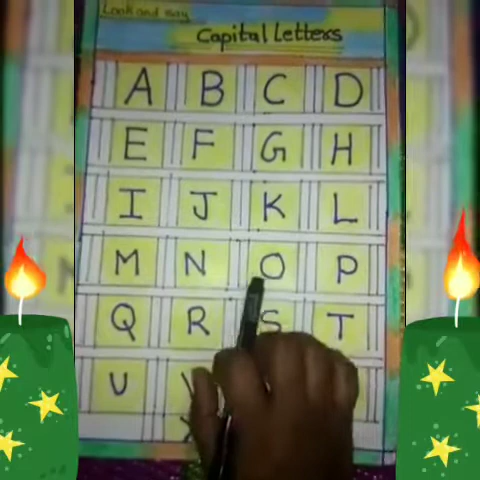 Look and say
Capital Letters
A B C D
E F G H
I J K L
M N O P
Q R S T
U